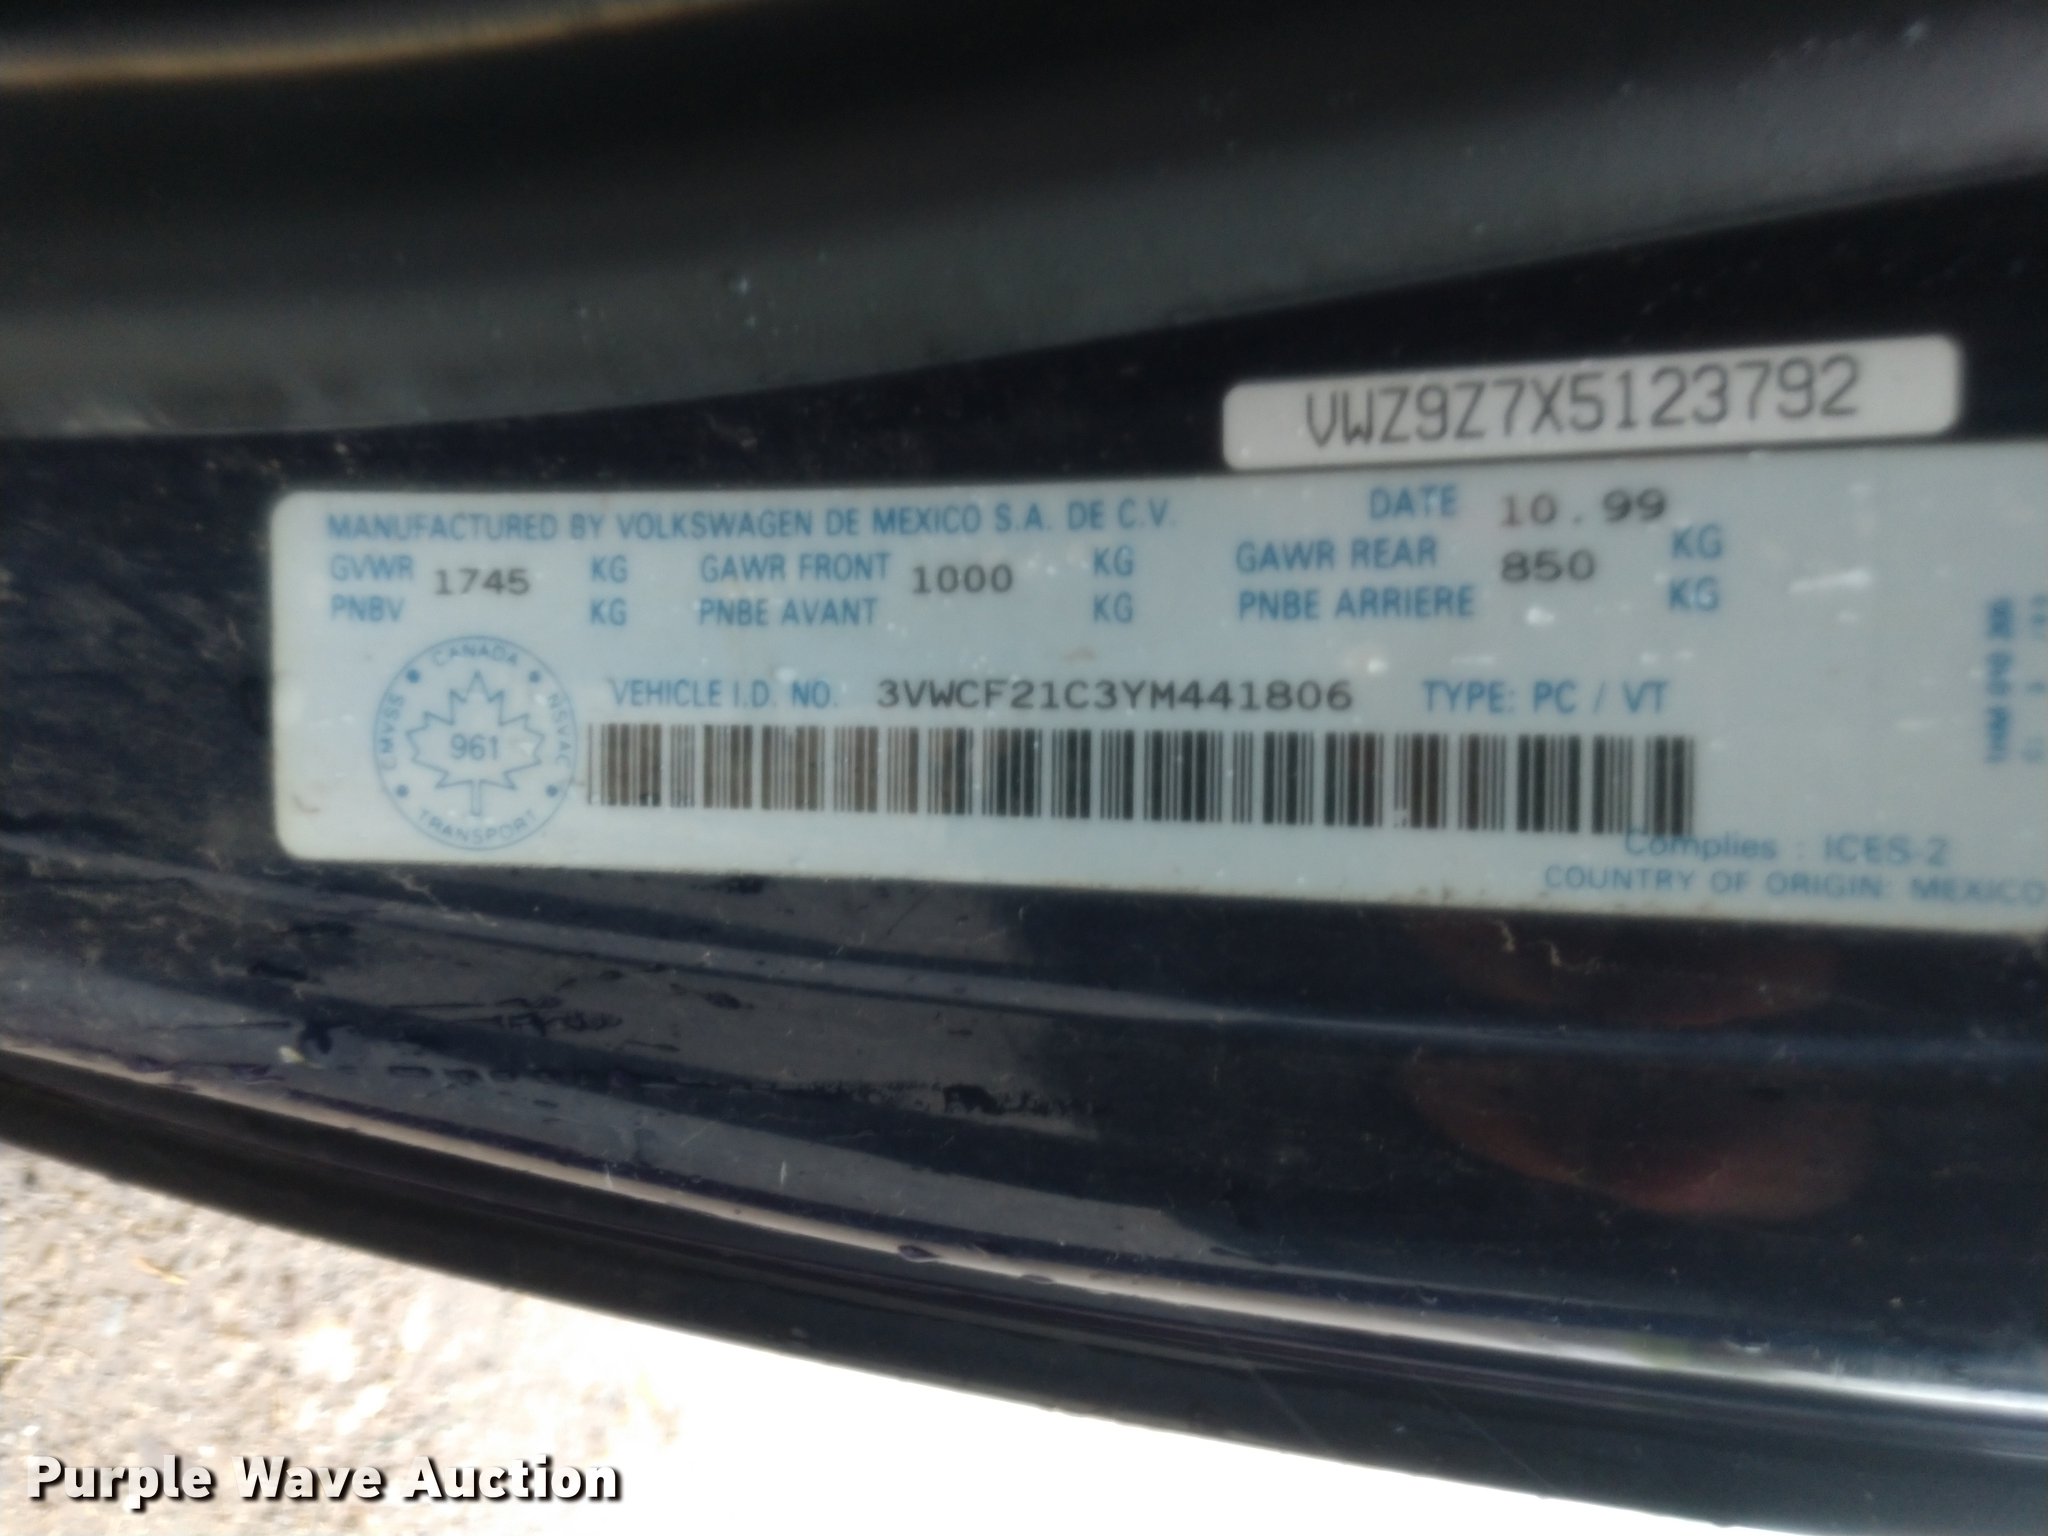 VWZ9Z7X5123792
MANUFACTURED BY VOLKSWAGEN DE MEXICO S.A. DE C.V. DATE 10.99
GVWR 1745 KG GAWR FRONT 1000 KG GAWR REAR 850 KG
PNBV KG PNBE AVANT KG PNBE ARRIERE KG
CANADA
CMVSS 961 NSVAC
TRANSPORT
VEHICLE I.D. NO. 3VWCF21C3YM441806 TYPE: PC / VT
Complies : ICES-2
COUNTRY OF ORIGIN: MEXICO
Purple Wave Auction